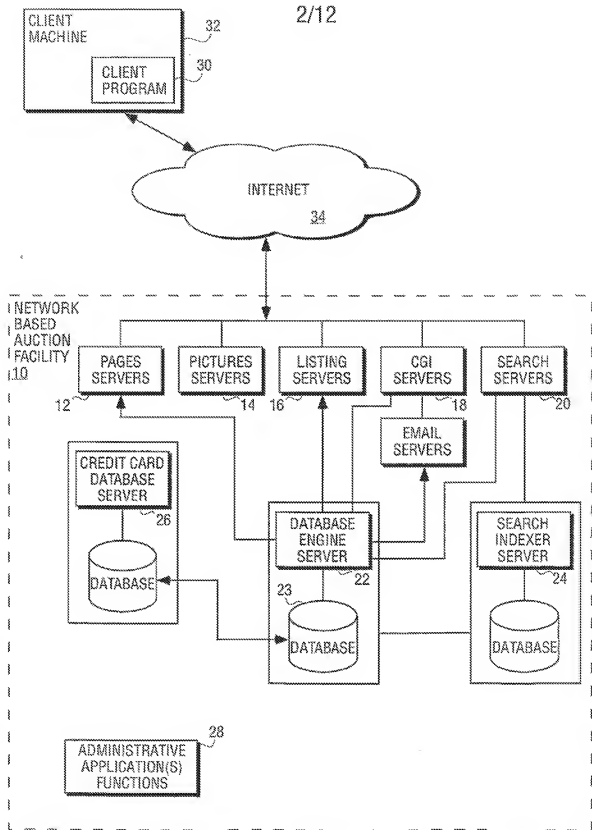 2/12
CLIENT
MACHINE
32
CLIENT
PROGRAM
30
INTERNET
34
NETWORK
BASED
AUCTION
FACILITY
10
PAGES
SERVERS
12
PICTURES
SERVERS
14
LISTING
SERVERS
16
CGI
SERVERS
18
SEARCH
SERVERS
20
EMAIL
SERVERS
CREDIT CARD
DATABASE
SERVER
26
DATABASE
DATABASE
ENGINE
SERVER
22
23
DATABASE
SEARCH
INDEXER
SERVER
24
DATABASE
ADMINISTRATIVE
APPLICATION(S)
FUNCTIONS
28